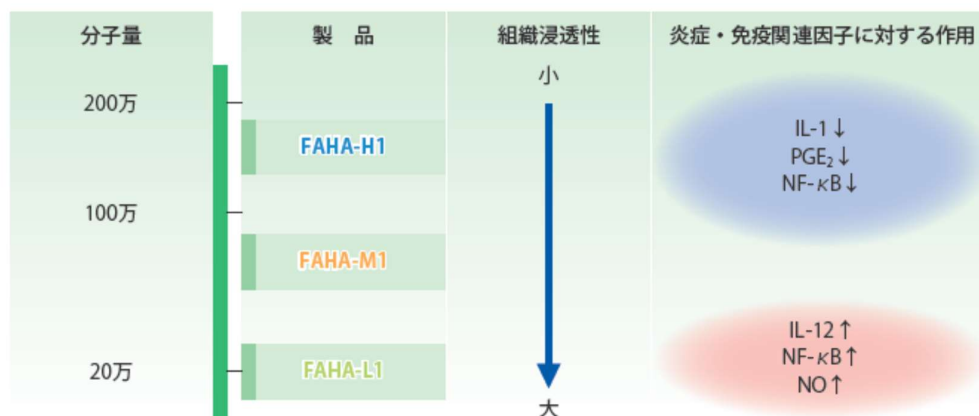 分子量
製　品
組織浸透性
炎症・免疫関連因子に対する作用
小
200万
FAHA-H1
IL-1↓
PGE₂↓
NF-κB↓
100万
FAHA-M1
IL-12↑
NF-κB↑
NO↑
20万
FAHA-L1
大